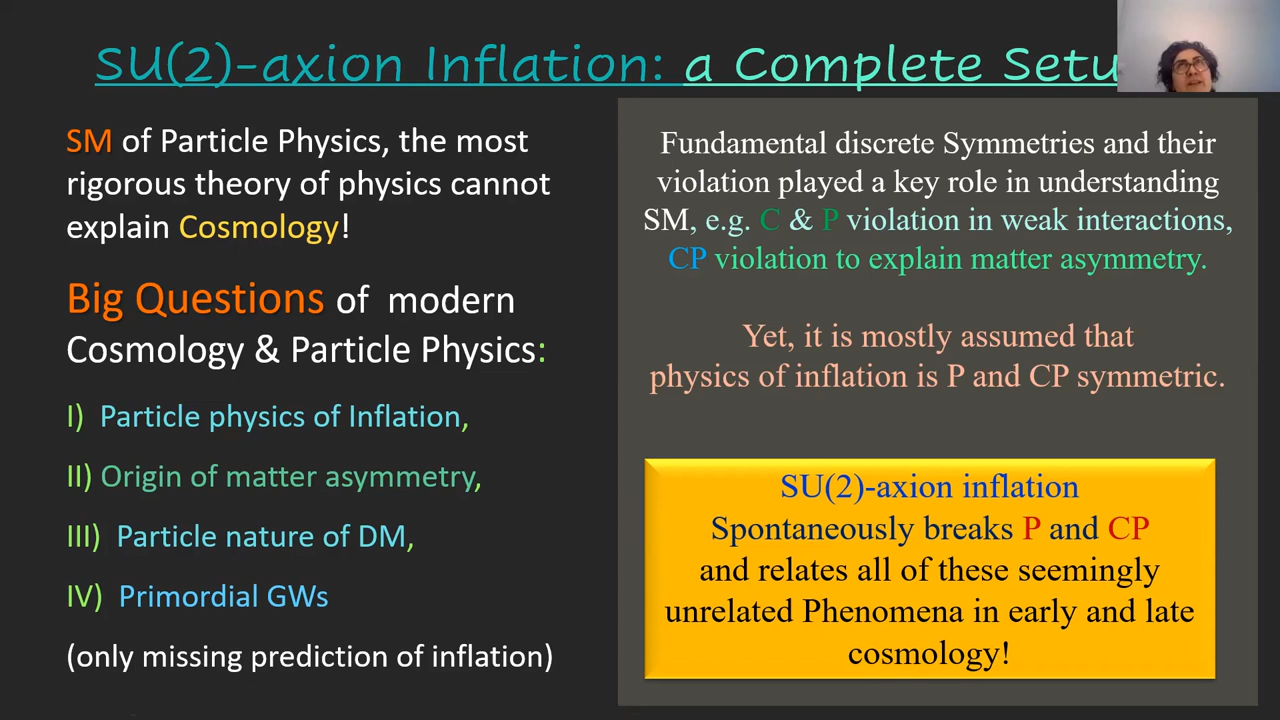 SU(2)-axion Inflation: a Complete Setu
SM of Particle Physics, the most
rigorous theory of physics cannot
explain Cosmology!
Big Questions of modern
Cosmology & Particle Physics:
I) Particle physics of Inflation,
II) Origin of matter asymmetry,
III) Particle nature of DM,
IV) Primordial GWs
(only missing prediction of inflation)
Fundamental discrete Symmetries and their
violation played a key role in understanding
SM, e.g. C & P violation in weak interactions,
CP violation to explain matter asymmetry.
Yet, it is mostly assumed that
physics of inflation is P and CP symmetric.
SU(2)-axion inflation
Spontaneously breaks P and CP
and relates all of these seemingly
unrelated Phenomena in early and late
cosmology!